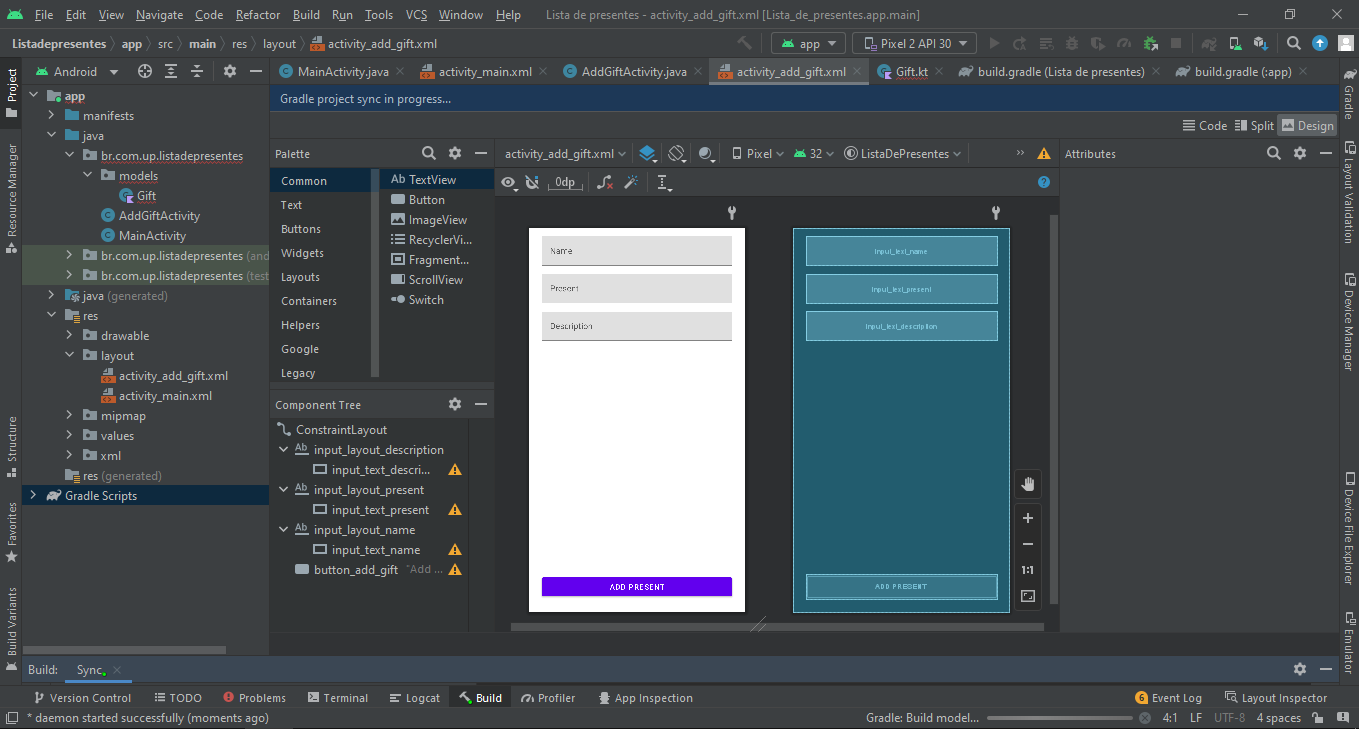 File Edit View Navigate Code Refactor Build Run Tools VCS Window Help Lista de presentes - activity_add_gift.xml [Lista_de_presentes.app.main]
Listadepresentes app src main res layout activity_add_gift.xml app Pixel 2 API 30
Project
Resource Manager
Structure
Favorites
Build Variants
Android
MainActivity.java activity_main.xml AddGiftActivity.java activity_add_gift.xml Gift.kt build.gradle (Lista de presentes) build.gradle (:app)
Gradle project sync in progress...
Code Split Design
app
manifests
java
br.com.up.listadepresentes
models
Gift
AddGiftActivity
MainActivity
br.com.up.listadepresentes (and
br.com.up.listadepresentes (test
java (generated)
res
drawable
layout
activity_add_gift.xml
activity_main.xml
mipmap
values
xml
res (generated)
Gradle Scripts
Palette
Common
Text
Buttons
Widgets
Layouts
Containers
Helpers
Google
Legacy
Ab TextView
Button
ImageView
RecyclerVi...
Fragment...
ScrollView
Switch
Component Tree
ConstraintLayout
Ab input_layout_description
input_text_descri...
Ab input_layout_present
input_text_present
Ab input_layout_name
input_text_name
button_add_gift "Add ...
activity_add_gift.xml Pixel 32 ListaDePresentes
0dp
Name
Present
Description
ADD PRESENT
input_text_name
input_text_present
input_text_description
ADD PRESENT
1:1
Attributes
Gradle
Layout Validation
Device Manager
Device File Explorer
Emulator
Build: Sync
Version Control TODO Problems Terminal Logcat Build Profiler App Inspection 6 Event Log Layout Inspector
* daemon started successfully (moments ago) Gradle: Build model... 4:1 LF UTF-8 4 spaces